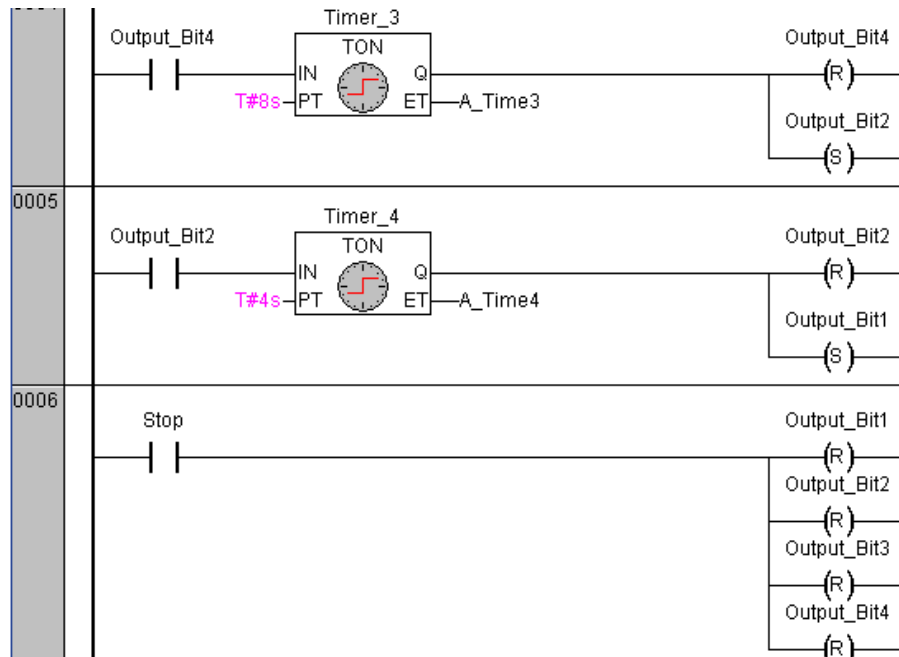 Timer_3
Output_Bit4 TON Output_Bit4
IN Q R
T#8s PT ET A_Time3
Output_Bit2
S
0005
Timer_4
Output_Bit2 TON Output_Bit2
IN Q R
T#4s PT ET A_Time4
Output_Bit1
S
0006
Stop Output_Bit1
R
Output_Bit2
R
Output_Bit3
R
Output_Bit4
R